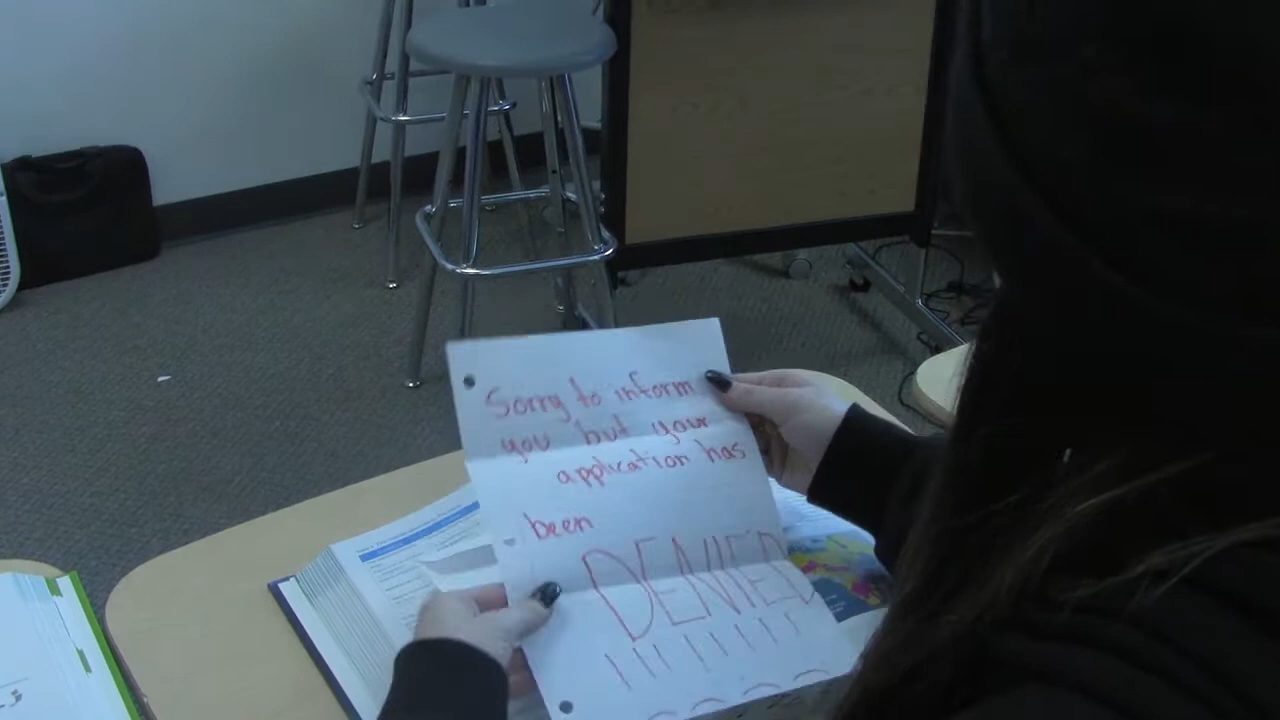 Sorry to inform
you but your
application has
been
DENIED